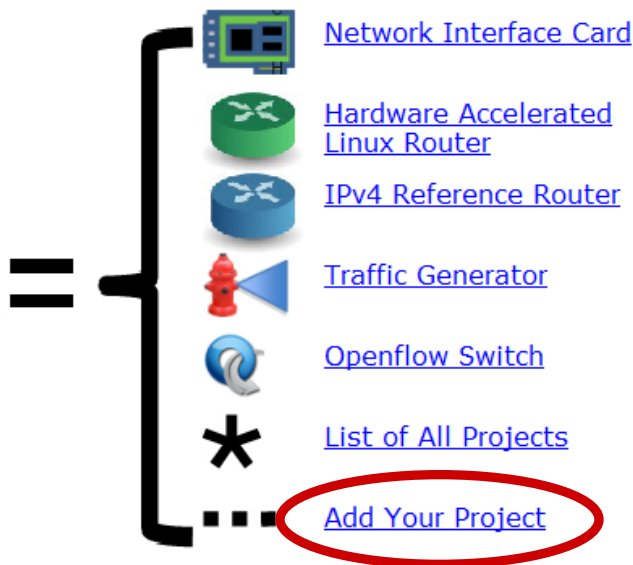 Network Interface Card
Hardware Accelerated
Linux Router
IPv4 Reference Router
Traffic Generator
Openflow Switch
List of All Projects
Add Your Project